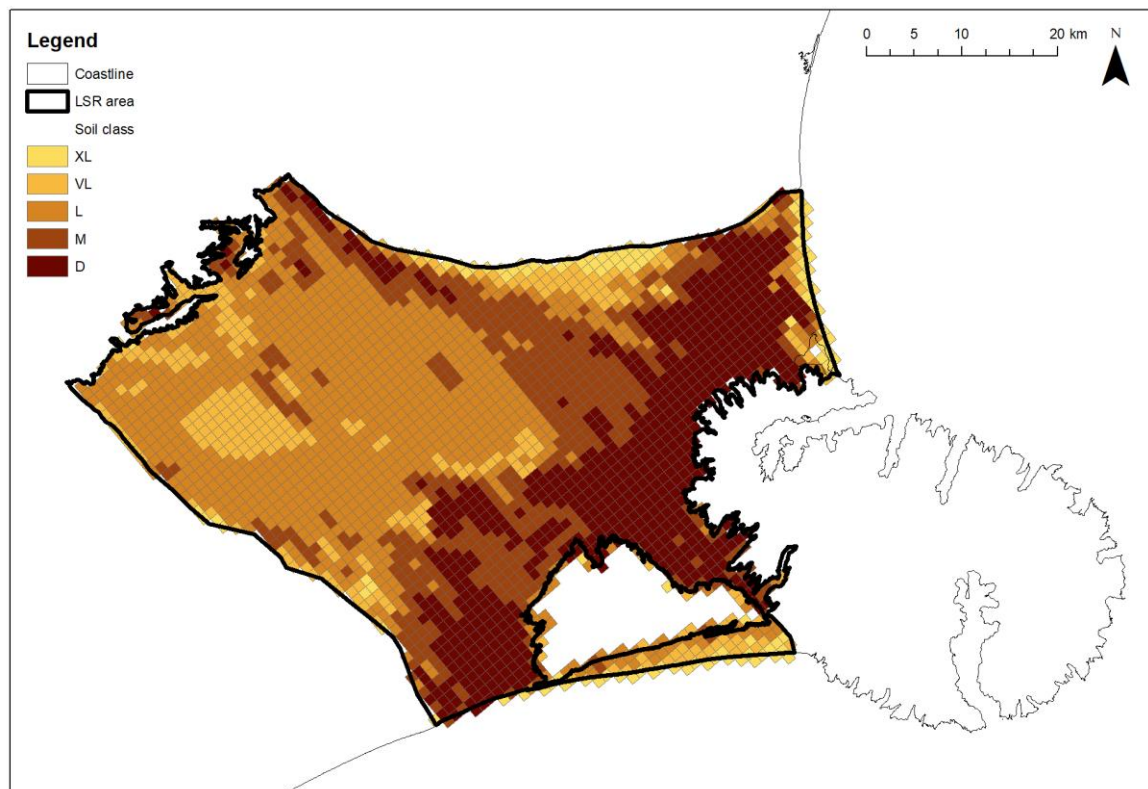 Legend
Coastline
LSR area
Soil class
XL
VL
L
M
D
0 5 10 20 km
N